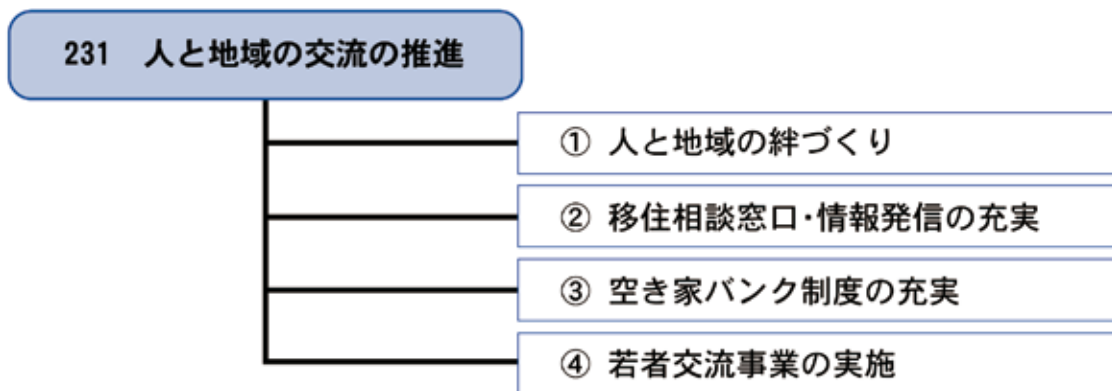 231 人と地域の交流の推進
① 人と地域の絆づくり
② 移住相談窓口・情報発信の充実
③ 空き家バンク制度の充実
④ 若者交流事業の実施